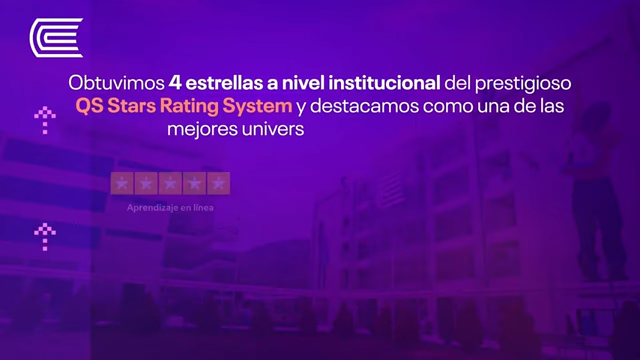 Obtuvimos 4 estrellas a nivel institucional del prestigioso
QS Stars Rating System y destacamos como una de las
mejores univers
Aprendizaje en línea